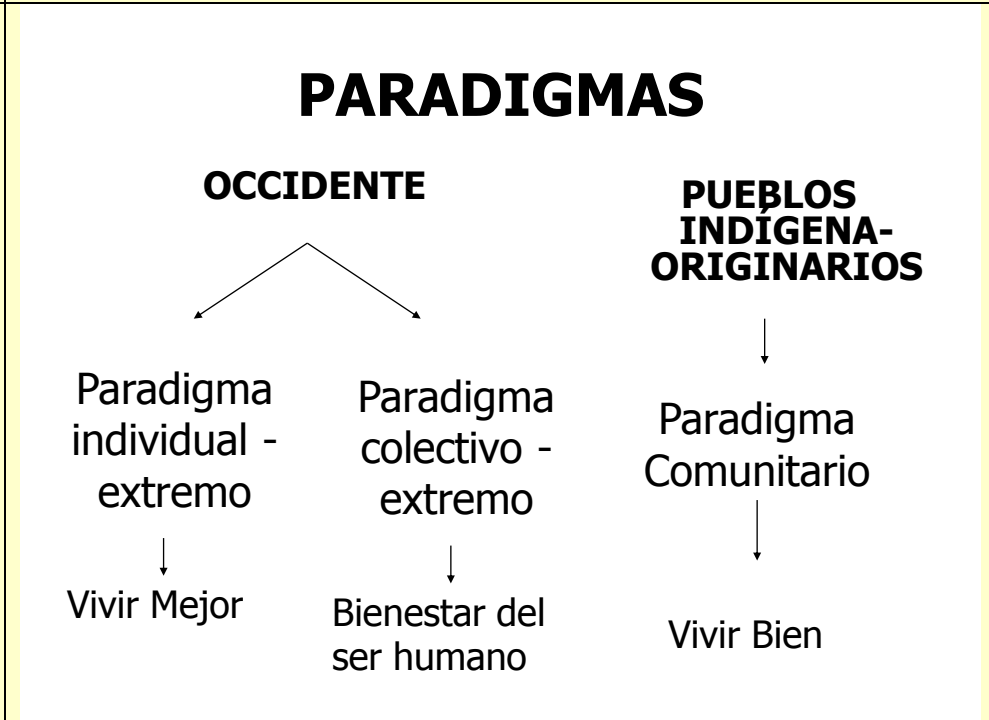 PARADIGMAS
OCCIDENTE
Paradigma
individual -
extremo
Vivir Mejor
Paradigma
colectivo -
extremo
Bienestar del
ser humano
PUEBLOS
INDÍGENA-
ORIGINARIOS
Paradigma
Comunitario
Vivir Bien